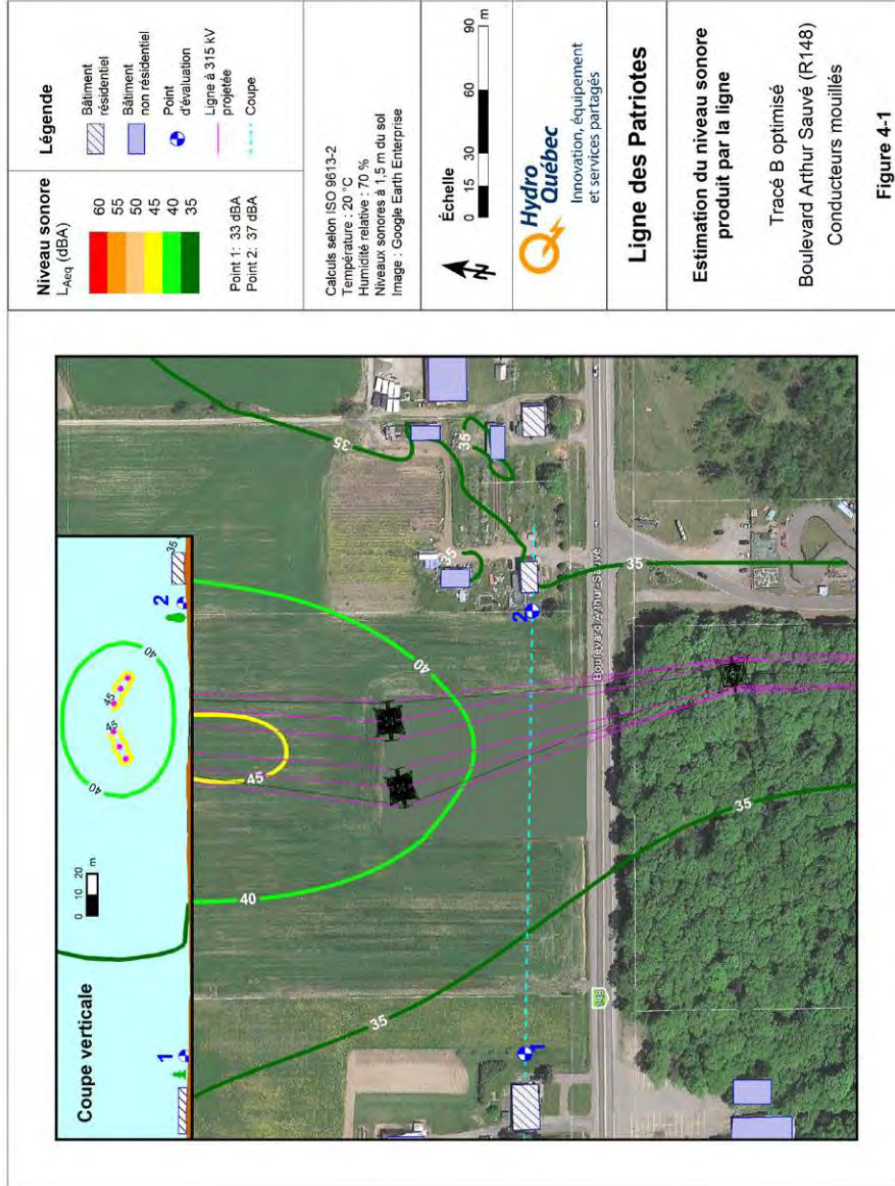 Coupe verticale
0 10 20
m
1
2
40
40
45
45
35
35
45
40
40
35
35
35
35
35
1
2
Boulevard Arthur-Sauvé
35
Niveau sonore
LAeq (dBA)
60
55
50
45
40
35
Point 1: 33 dBA
Point 2: 37 dBA
Légende
Bâtiment
résidentiel
Bâtiment
non résidentiel
Point
d'évaluation
Ligne à 315 kV
projetée
Coupe
Calculs selon ISO 9613-2
Température : 20 °C
Humidité relative : 70 %
Niveaux sonores à 1,5 m du sol
Image : Google Earth Enterprise
N
Échelle
0 15 30 60 90
m
Hydro
Québec
Innovation, équipement
et services partagés
Ligne des Patriotes
Estimation du niveau sonore
produit par la ligne
Tracé B optimisé
Boulevard Arthur Sauvé (R148)
Conducteurs mouillés
Figure 4-1